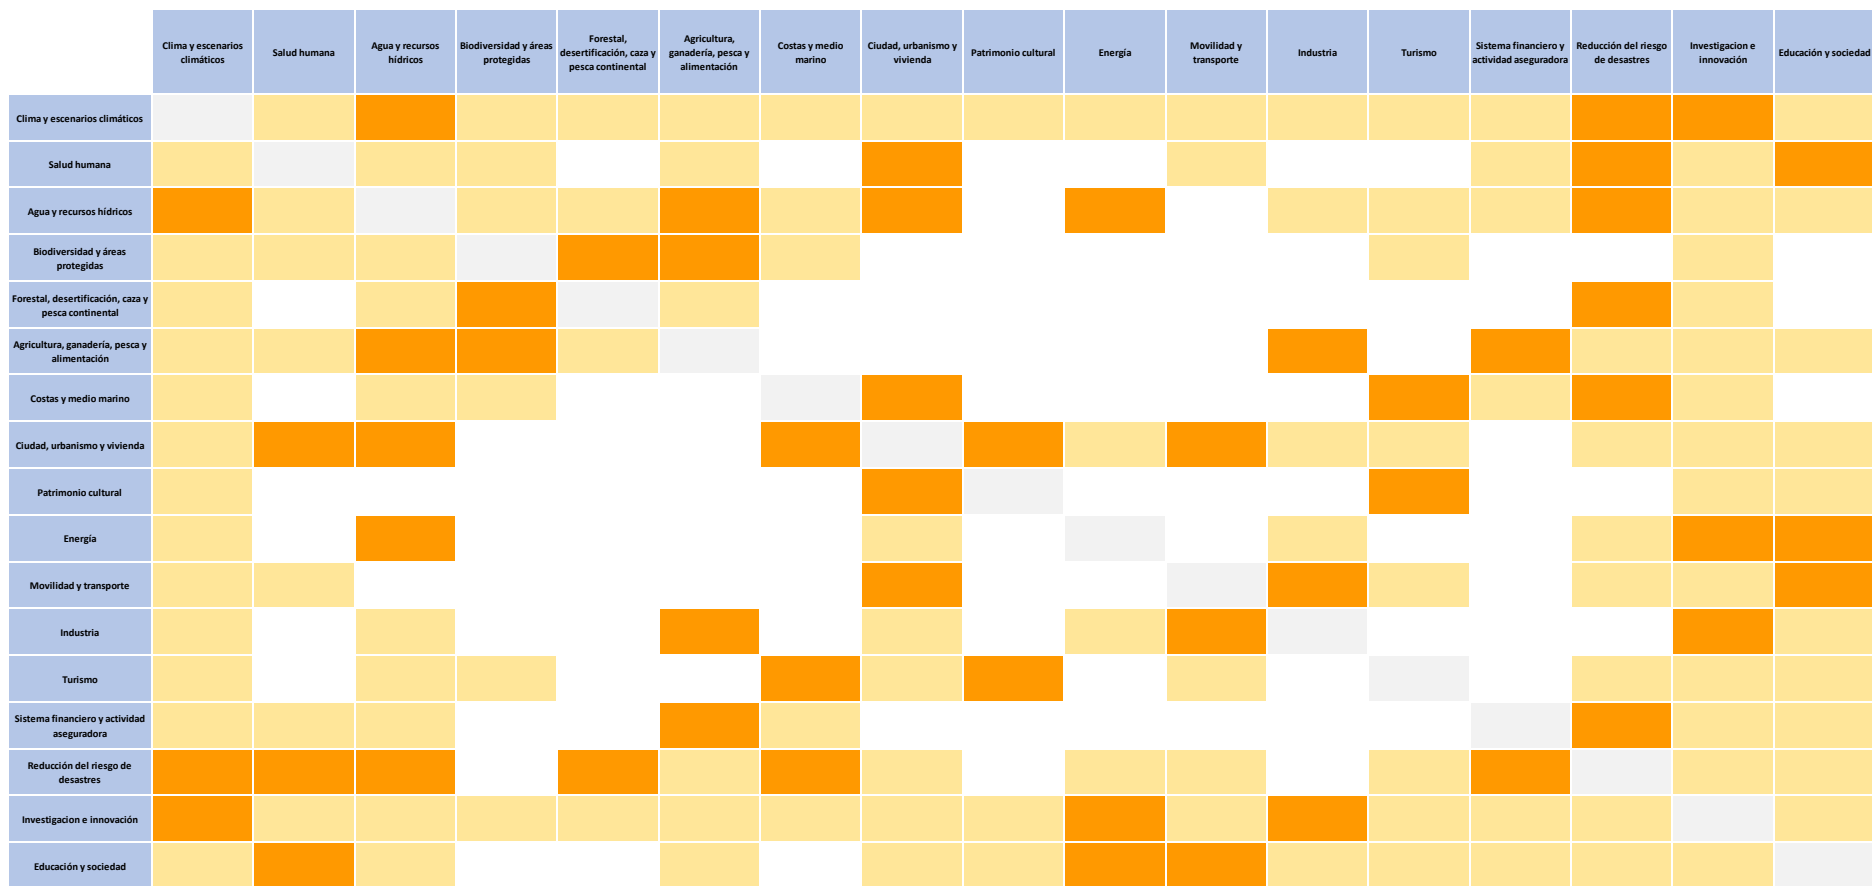 Clima y escenarios
climáticos
Salud humana
Agua y recursos
hídricos
Biodiversidad y áreas
protegidas
Forestal,
desertificación, caza y
pesca continental
Agricultura,
ganadería, pesca y
alimentación
Costas y medio
marino
Ciudad, urbanismo y
vivienda
Patrimonio cultural
Energía
Movilidad y
transporte
Industria
Turismo
Sistema financiero y
actividad aseguradora
Reducción del riesgo
de desastres
Investigacion e
innovación
Educación y sociedad
Clima y escenarios climáticos
Salud humana
Agua y recursos hídricos
Biodiversidad y áreas
protegidas
Forestal, desertificación, caza y
pesca continental
Agricultura, ganadería, pesca y
alimentación
Costas y medio marino
Ciudad, urbanismo y vivienda
Patrimonio cultural
Energía
Movilidad y transporte
Industria
Turismo
Sistema financiero y actividad
aseguradora
Reducción del riesgo de
desastres
Investigacion e innovación
Educación y sociedad